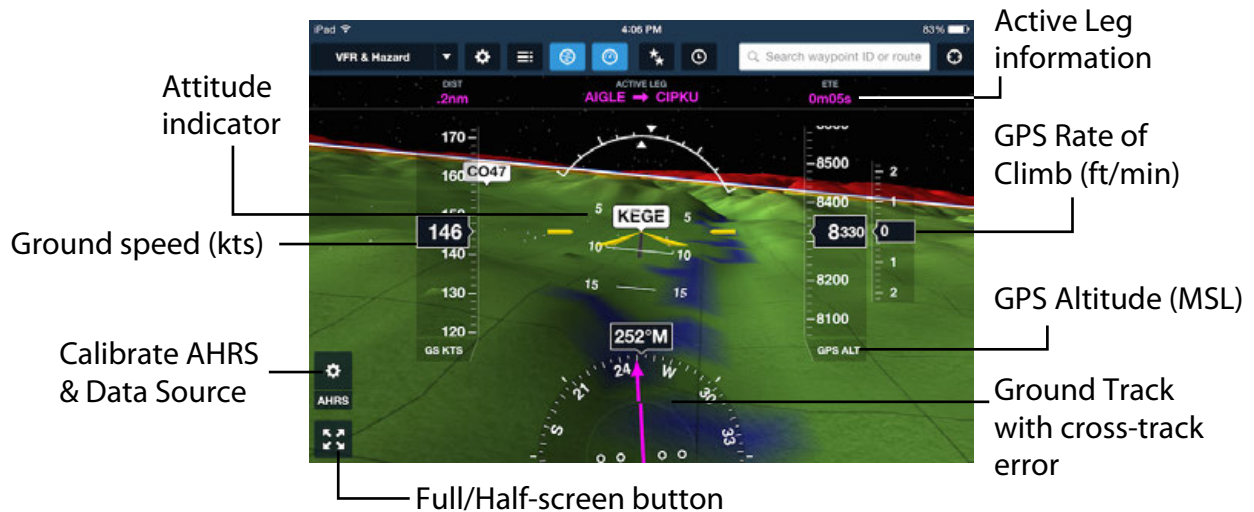 iPad
4:06 PM
83%
VFR & Hazard
Search waypoint ID or route
DIST
.2nm
ACTIVE LEG
AIGLE → CIPKU
ETE
0m05s
Active Leg
information
Attitude
indicator
GPS Rate of
Climb (ft/min)
Ground speed (kts)
GPS Altitude (MSL)
Calibrate AHRS
& Data Source
Ground Track
with cross-track
error
Full/Half-screen button
170
160
CO47
146
140
130
120
GS KTS
KEGE
5
5
10
10
15
15
8500
8400
8330
8200
8100
GPS ALT
2
1
0
1
2
252°M
S
21
24
W
30
33
AHRS